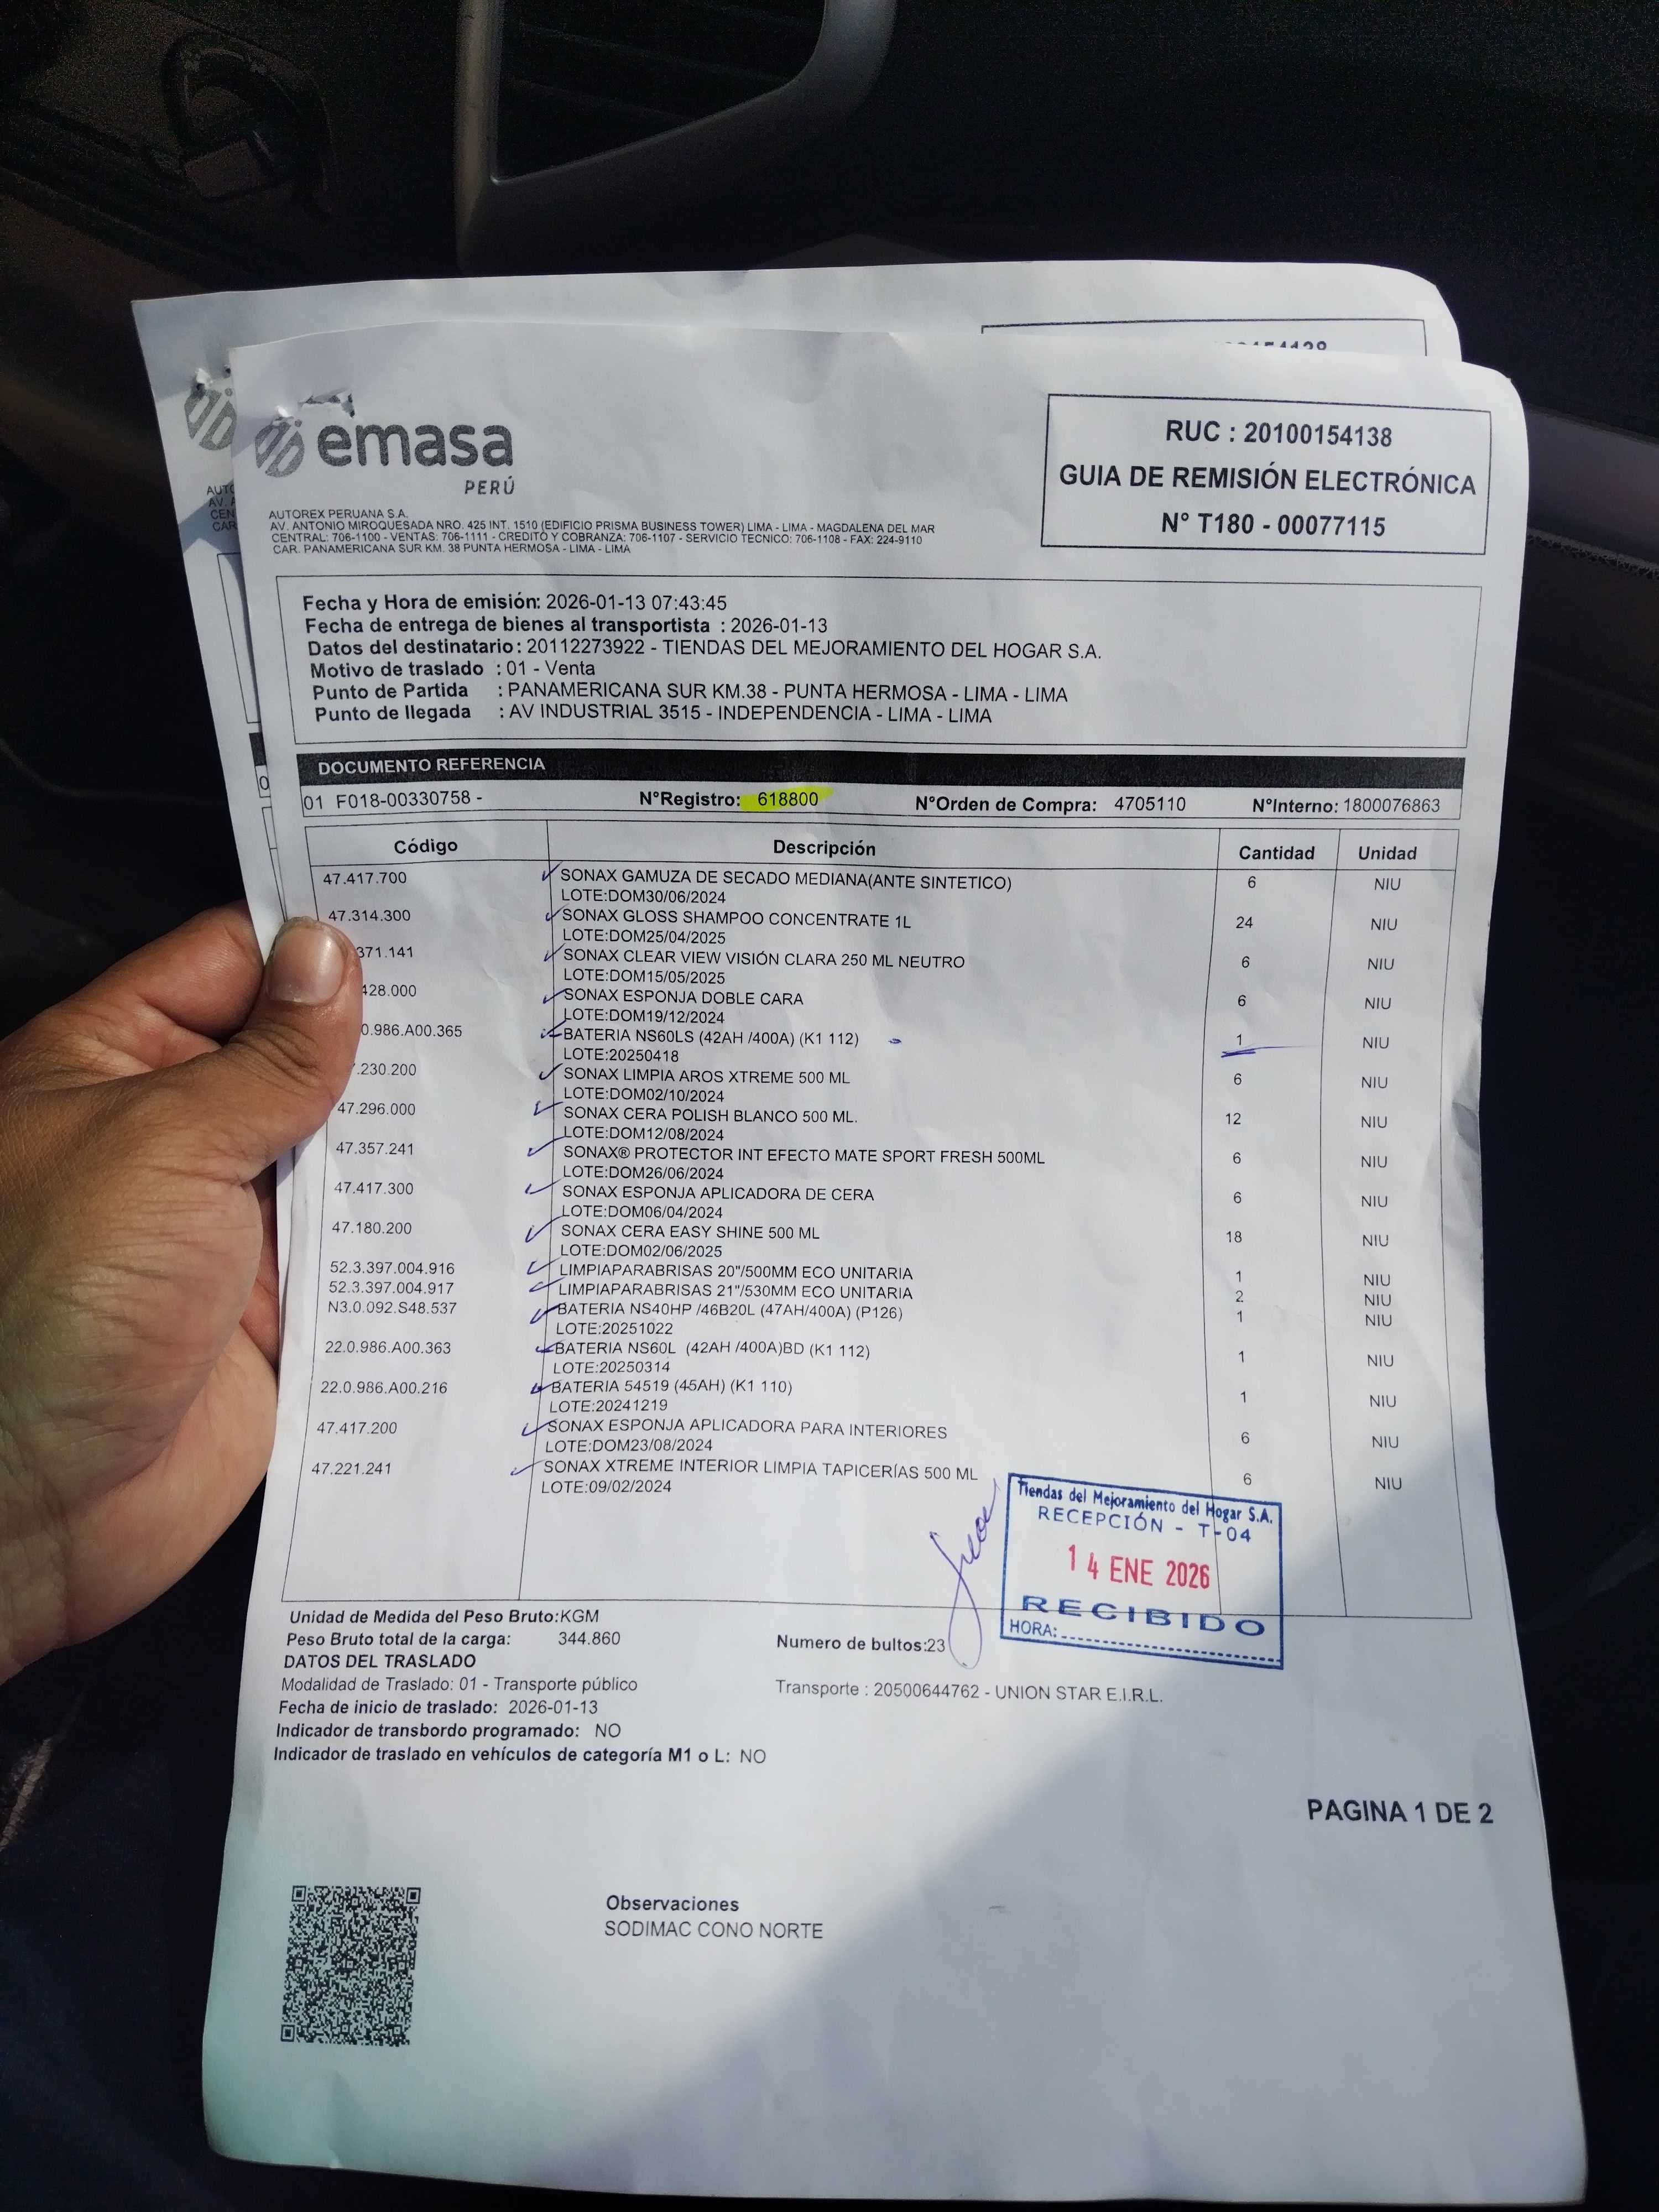 emasa
PERÚ
RUC : 20100154138
GUIA DE REMISIÓN ELECTRÓNICA
N° T180 - 00077115
AUTOREX PERUANA S.A.
AV. ANTONIO MIROQUESADA NRO. 425 INT. 1510 (EDIFICIO PRISMA BUSINESS TOWER) LIMA - LIMA - MAGDALENA DEL MAR
CENTRAL: 706-1100 - VENTAS: 706-1111 - CREDITO Y COBRANZA: 706-1107 - SERVICIO TECNICO: 706-1108 - FAX: 224-9110
CAR. PANAMERICANA SUR KM. 38 PUNTA HERMOSA - LIMA - LIMA
Fecha y Hora de emisión: 2026-01-13 07:43:45
Fecha de entrega de bienes al transportista : 2026-01-13
Datos del destinatario: 20112273922 - TIENDAS DEL MEJORAMIENTO DEL HOGAR S.A.
Motivo de traslado : 01 - Venta
Punto de Partida : PANAMERICANA SUR KM.38 - PUNTA HERMOSA - LIMA - LIMA
Punto de llegada : AV INDUSTRIAL 3515 - INDEPENDENCIA - LIMA - LIMA
DOCUMENTO REFERENCIA
01 F018-00330758 - N°Registro: 618800 N°Orden de Compra: 4705110 N°Interno: 1800076863
Código Descripción Cantidad Unidad
47.417.700 SONAX GAMUZA DE SECADO MEDIANA(ANTE SINTETICO) 6 NIU
LOTE:DOM30/06/2024
47.314.300 SONAX GLOSS SHAMPOO CONCENTRATE 1L 24 NIU
LOTE:DOM25/04/2025
371.141 SONAX CLEAR VIEW VISIÓN CLARA 250 ML NEUTRO 6 NIU
LOTE:DOM15/05/2025
428.000 SONAX ESPONJA DOBLE CARA 6 NIU
LOTE:DOM19/12/2024
0.986.A00.365 BATERIA NS60LS (42AH /400A) (K1 112) 1 NIU
LOTE:20250418
.230.200 SONAX LIMPIA AROS XTREME 500 ML 6 NIU
LOTE:DOM02/10/2024
47.296.000 SONAX CERA POLISH BLANCO 500 ML. 12 NIU
LOTE:DOM12/08/2024
47.357.241 SONAX® PROTECTOR INT EFECTO MATE SPORT FRESH 500ML 6 NIU
LOTE:DOM26/06/2024
47.417.300 SONAX ESPONJA APLICADORA DE CERA 6 NIU
LOTE:DOM06/04/2024
47.180.200 SONAX CERA EASY SHINE 500 ML 18 NIU
LOTE:DOM02/06/2025
52.3.397.004.916 LIMPIAPARABRISAS 20"/500MM ECO UNITARIA 1 NIU
52.3.397.004.917 LIMPIAPARABRISAS 21"/530MM ECO UNITARIA 2 NIU
N3.0.092.S48.537 BATERIA NS40HP /46B20L (47AH/400A) (P126) 1 NIU
LOTE:20251022
22.0.986.A00.363 BATERIA NS60L (42AH /400A)BD (K1 112) 1 NIU
LOTE:20250314
22.0.986.A00.216 BATERIA 54519 (45AH) (K1 110) 1 NIU
LOTE:20241219
47.417.200 SONAX ESPONJA APLICADORA PARA INTERIORES 6 NIU
LOTE:DOM23/08/2024
47.221.241 SONAX XTREME INTERIOR LIMPIA TAPICERÍAS 500 ML 6 NIU
LOTE:09/02/2024
Tiendas del Mejoramiento del Hogar S.A.
RECEPCIÓN - T-04
14 ENE 2026
RECIBIDO
HORA:
Unidad de Medida del Peso Bruto:KGM
Peso Bruto total de la carga: 344.860 Numero de bultos:23
DATOS DEL TRASLADO
Modalidad de Traslado: 01 - Transporte público Transporte : 20500644762 - UNION STAR E.I.R.L.
Fecha de inicio de traslado: 2026-01-13
Indicador de transbordo programado: NO
Indicador de traslado en vehículos de categoría M1 o L: NO
PAGINA 1 DE 2
Observaciones
SODIMAC CONO NORTE